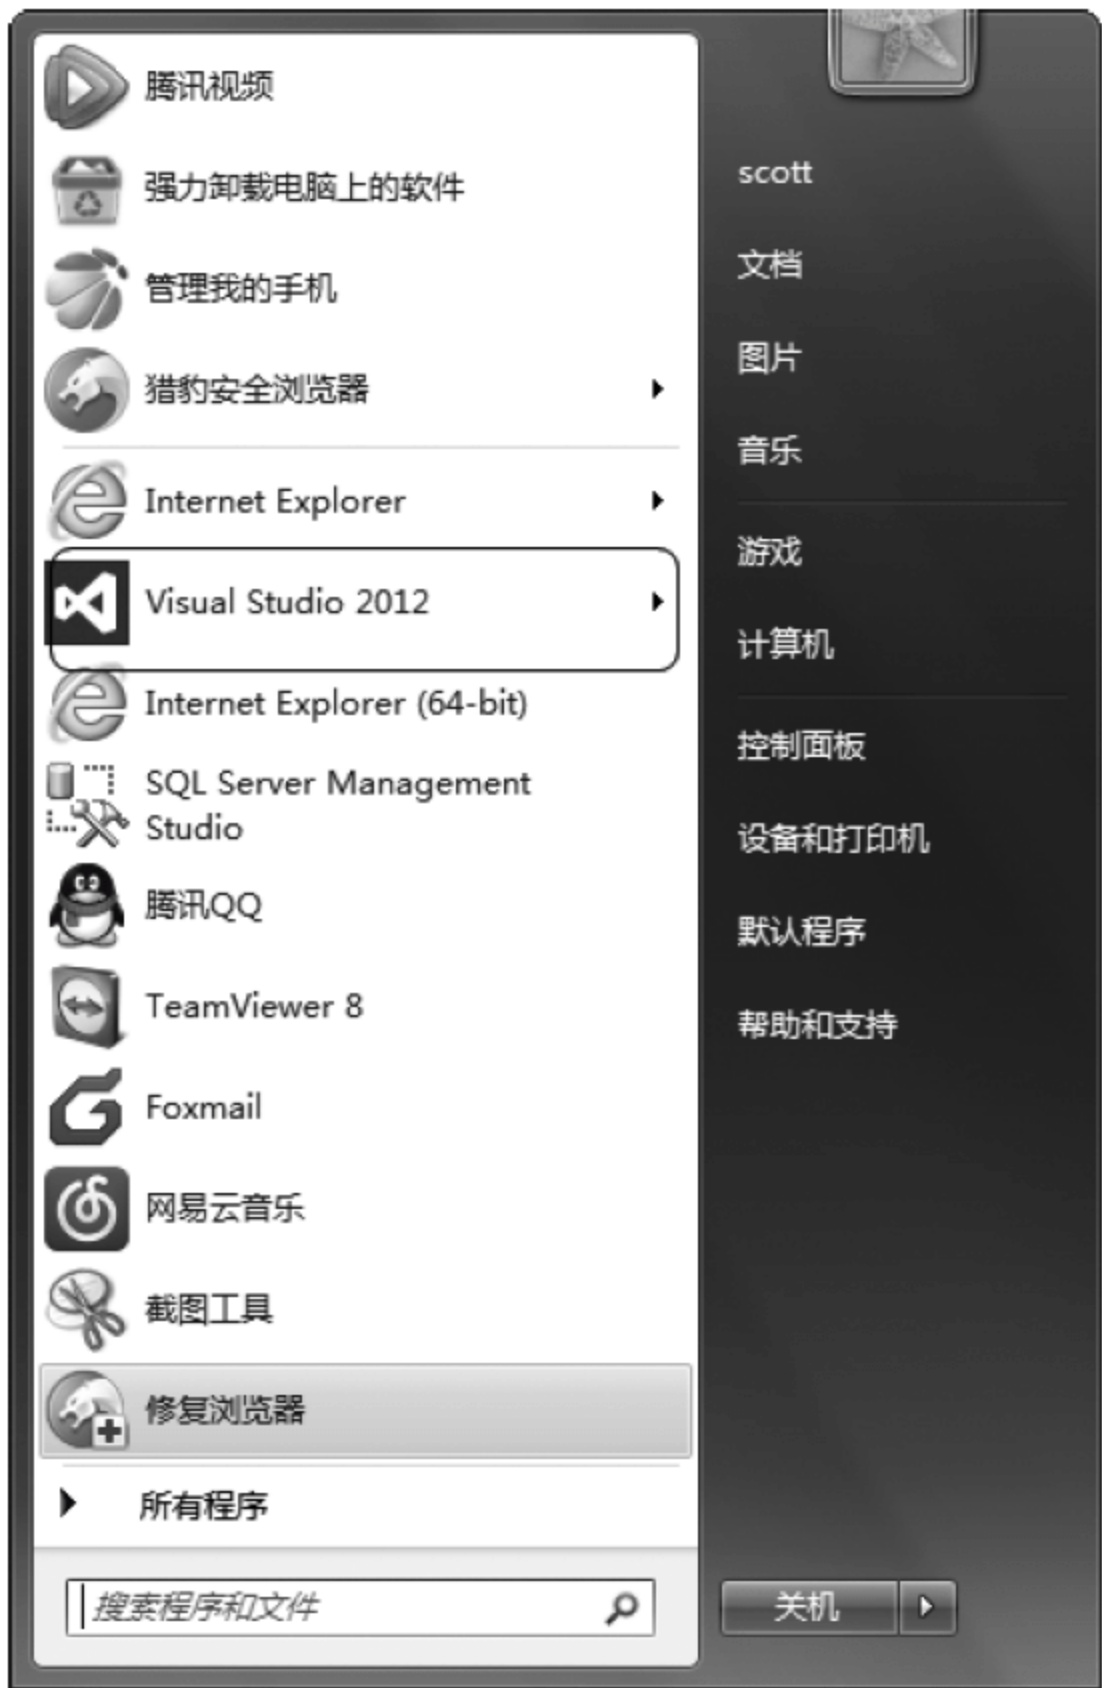 腾讯视频
强力卸载电脑上的软件
管理我的手机
猎豹安全浏览器
Internet Explorer
Visual Studio 2012
Internet Explorer (64-bit)
SQL Server Management
Studio
腾讯QQ
TeamViewer 8
Foxmail
网易云音乐
截图工具
修复浏览器
所有程序
搜索程序和文件
scott
文档
图片
音乐
游戏
计算机
控制面板
设备和打印机
默认程序
帮助和支持
关机